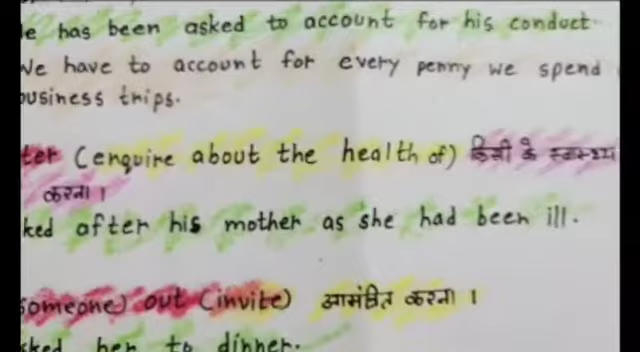 He has been asked to account for his conduct.
We have to account for every penny we spend
business trips.
ter (enquire about the health of) किसी के स्वास्थ्य
करना।
ked after his mother as she had been ill.
someone) out (invite) आमंत्रित करना।
sked her to dinner.